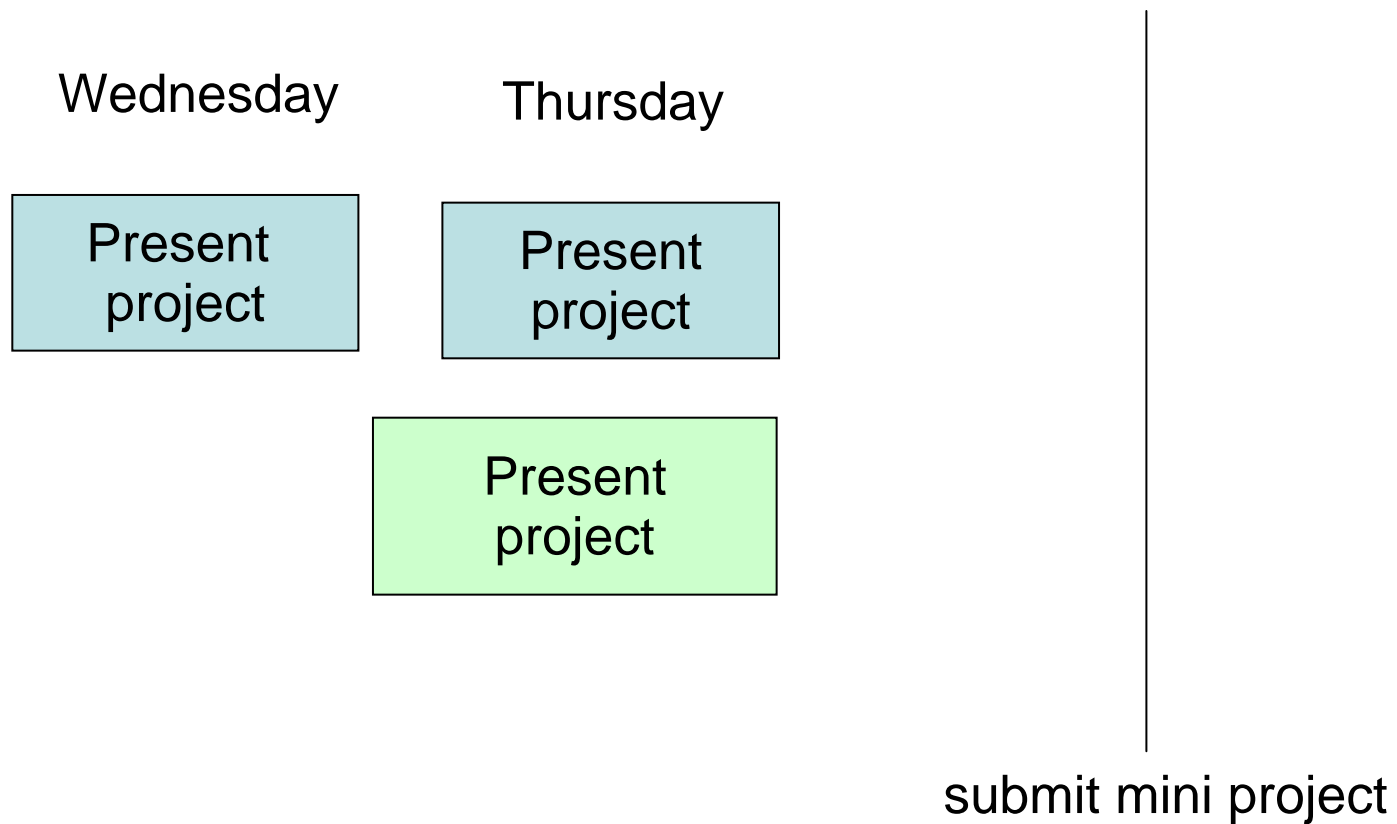 Wednesday
Thursday
Present
project
Present
project
Present
project
submit mini project